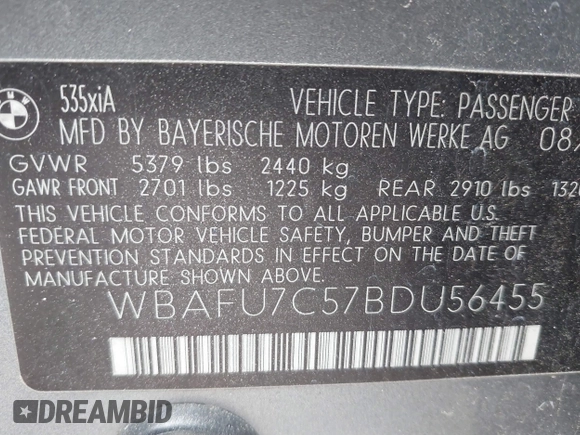 535xiA VEHICLE TYPE: PASSENGER
MFD BY BAYERISCHE MOTOREN WERKE AG 08/
GVWR 5379 lbs 2440 kg
GAWR FRONT 2701 lbs 1225 kg REAR 2910 lbs 132
THIS VEHICLE CONFORMS TO ALL APPLICABLE U.S.
FEDERAL MOTOR VEHICLE SAFETY, BUMPER AND THEFT
PREVENTION STANDARDS IN EFFECT ON THE DATE OF
MANUFACTURE SHOWN ABOVE.
WBAFU7C57BDU56455
DREAMBID